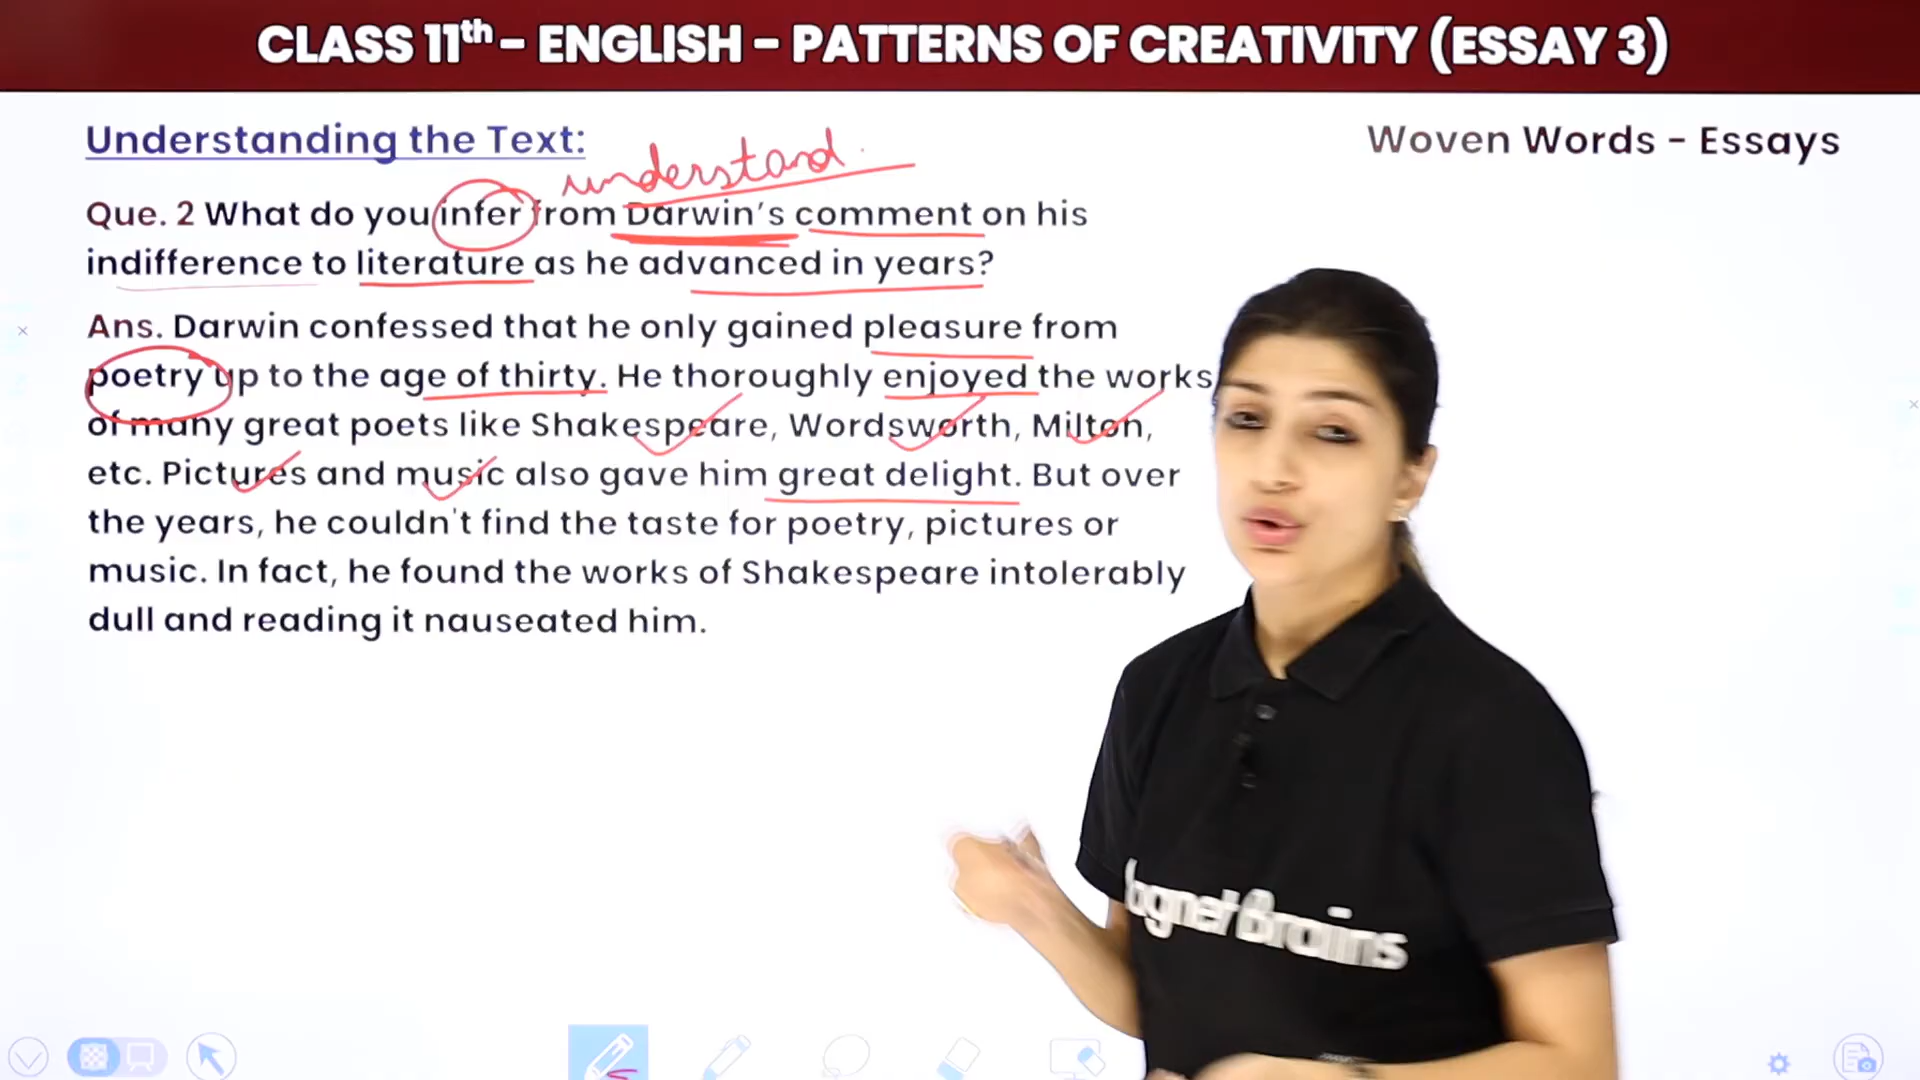 CLASS 11th – ENGLISH – PATTERNS OF CREATIVITY (ESSAY 3)
Understanding the Text:
Woven Words - Essays
understand
Que. 2 What do you infer from Darwin's comment on his
indifference to literature as he advanced in years?
Ans. Darwin confessed that he only gained pleasure from
poetry up to the age of thirty. He thoroughly enjoyed the works
of many great poets like Shakespeare, Wordsworth, Milton,
etc. Pictures and music also gave him great delight. But over
the years, he couldn't find the taste for poetry, pictures or
music. In fact, he found the works of Shakespeare intolerably
dull and reading it nauseated him.
Brains